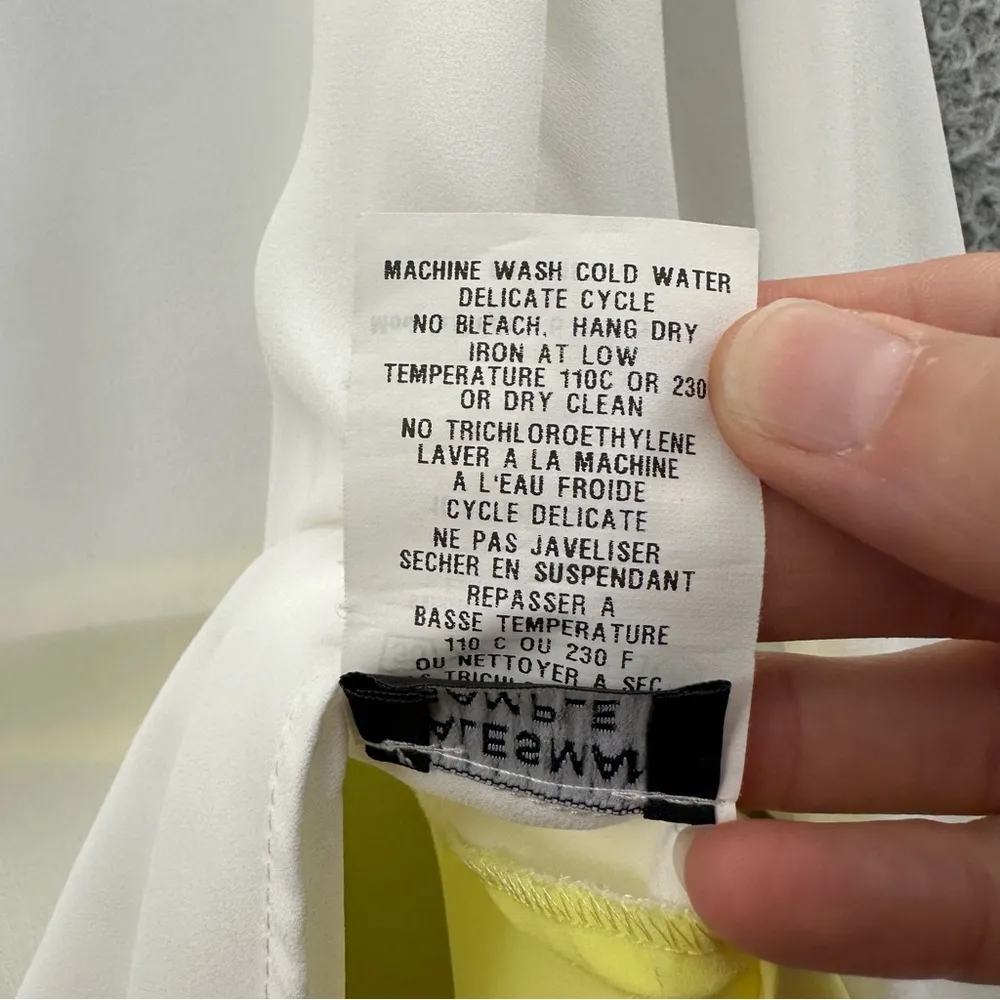 MACHINE WASH COLD WATER
DELICATE CYCLE
NO BLEACH. HANG DRY
IRON AT LOW
TEMPERATURE 110C OR 230
OR DRY CLEAN
NO TRICHLOROETHYLENE
LAVER A LA MACHINE
A L'EAU FROIDE
CYCLE DELICATE
NE PAS JAVELISER
SECHER EN SUSPENDANT
REPASSER A
BASSE TEMPERATURE
110 C OU 230 F
OU NETTOYER A SEC